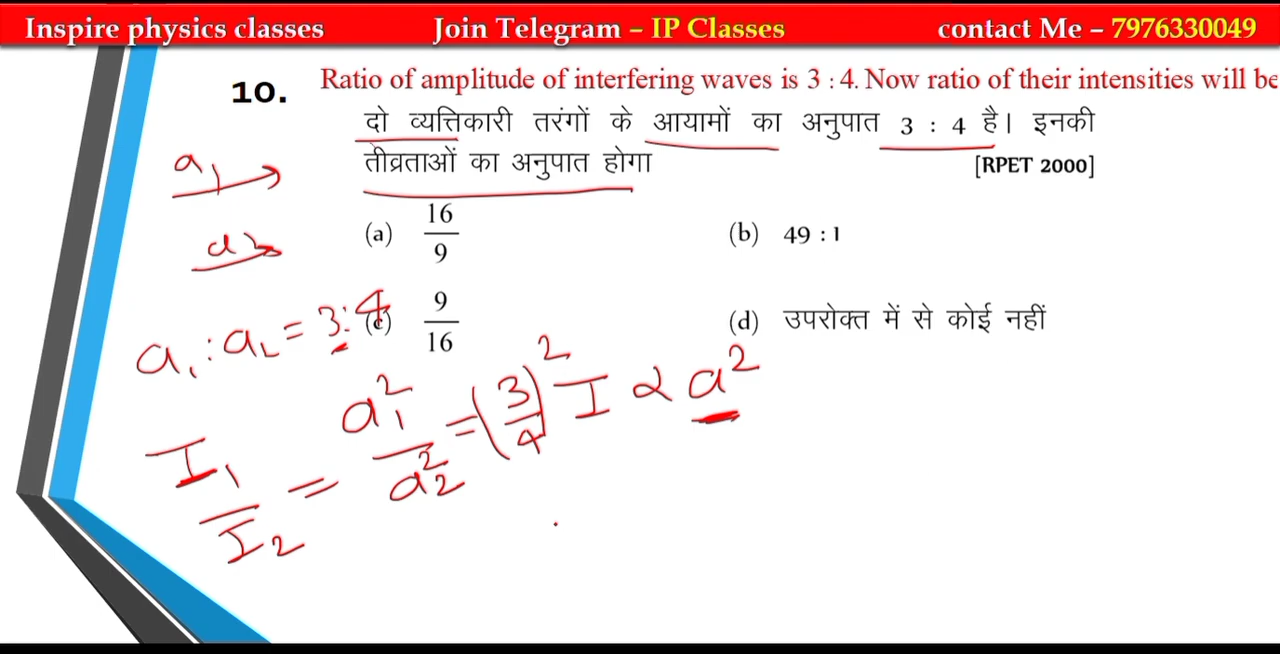 Inspire physics classes Join Telegram – IP Classes contact Me – 7976330049
10. Ratio of amplitude of interfering waves is 3 : 4. Now ratio of their intensities will be
दो व्यतिकारी तरंगों के आयामों का अनुपात 3 : 4 है। इनकी
तीव्रताओं का अनुपात होगा [RPET 2000]
(a) 16/9 (b) 49 : 1
(c) 9/16 (d) उपरोक्त में से कोई नहीं
a₁
a₂
a₁ : a₂ = 3 : 4
I₁/I₂ = a₁²/a₂² = (3/4)²
I ∝ a²